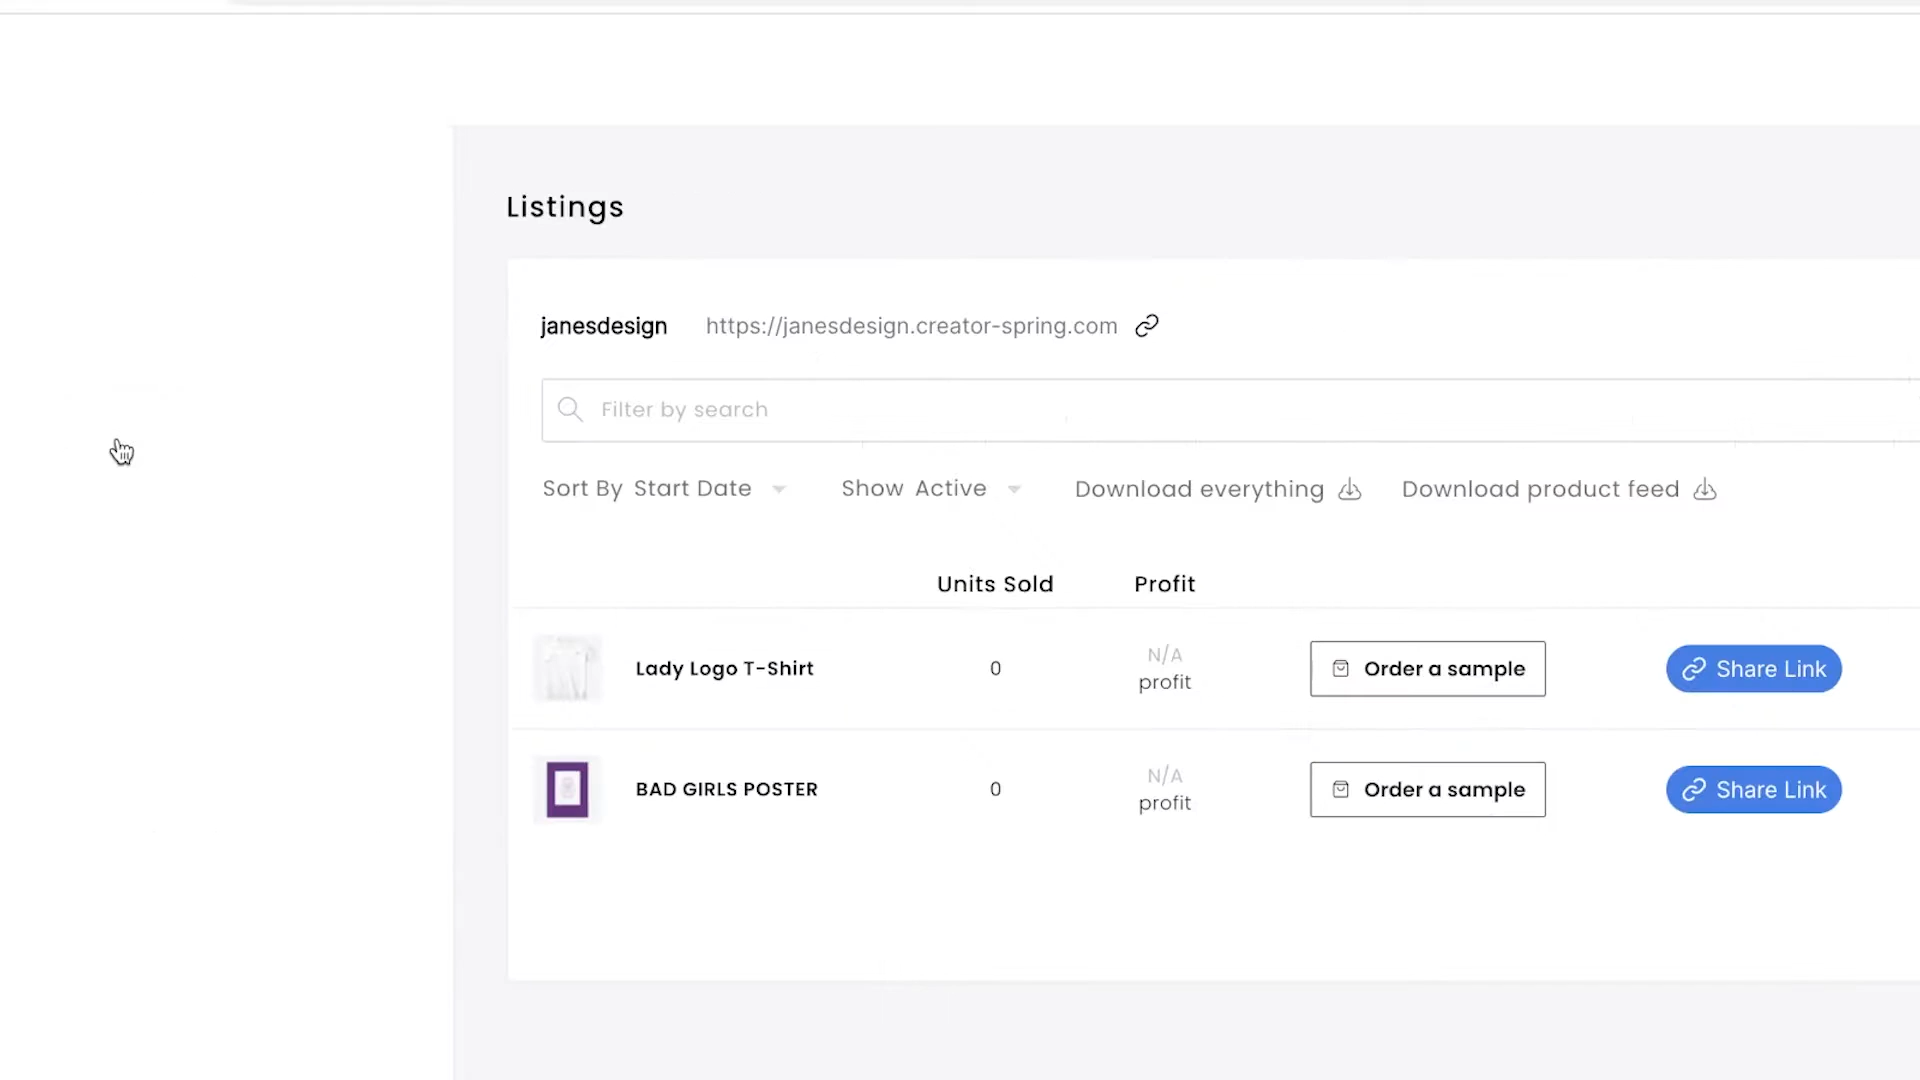 Listings
janesdesign https://janesdesign.creator-spring.com
Filter by search
Sort By Start Date Show Active Download everything Download product feed
Units Sold Profit
Lady Logo T-Shirt 0 N/A profit Order a sample Share Link
BAD GIRLS POSTER 0 N/A profit Order a sample Share Link